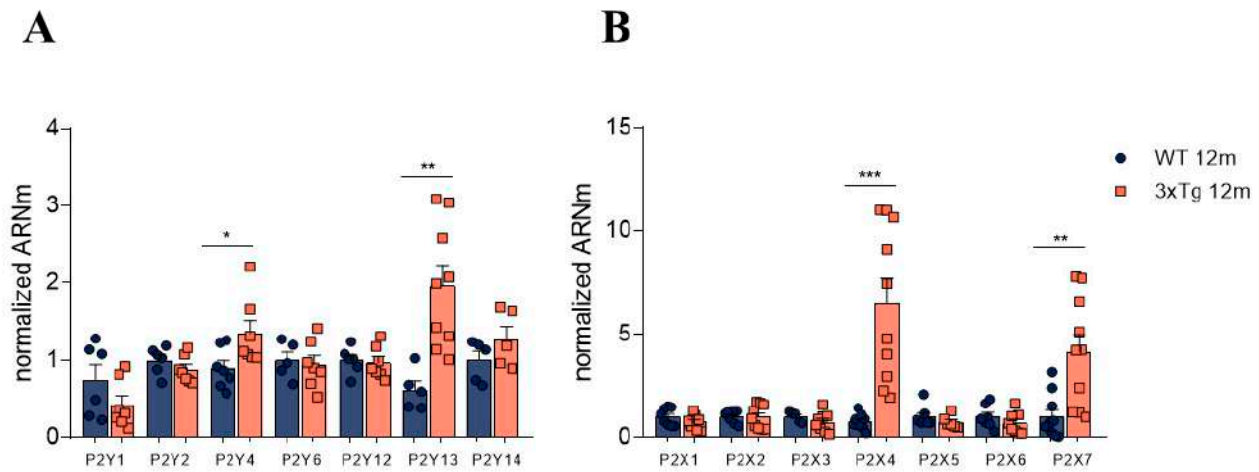 A
normalized ARNm
4
3
2
1
0
*
**
P2Y1 P2Y2 P2Y4 P2Y6 P2Y12 P2Y13 P2Y14
B
normalized ARNm
15
10
5
0
***
**
P2X1 P2X2 P2X3 P2X4 P2X5 P2X6 P2X7
WT 12m
3xTg 12m